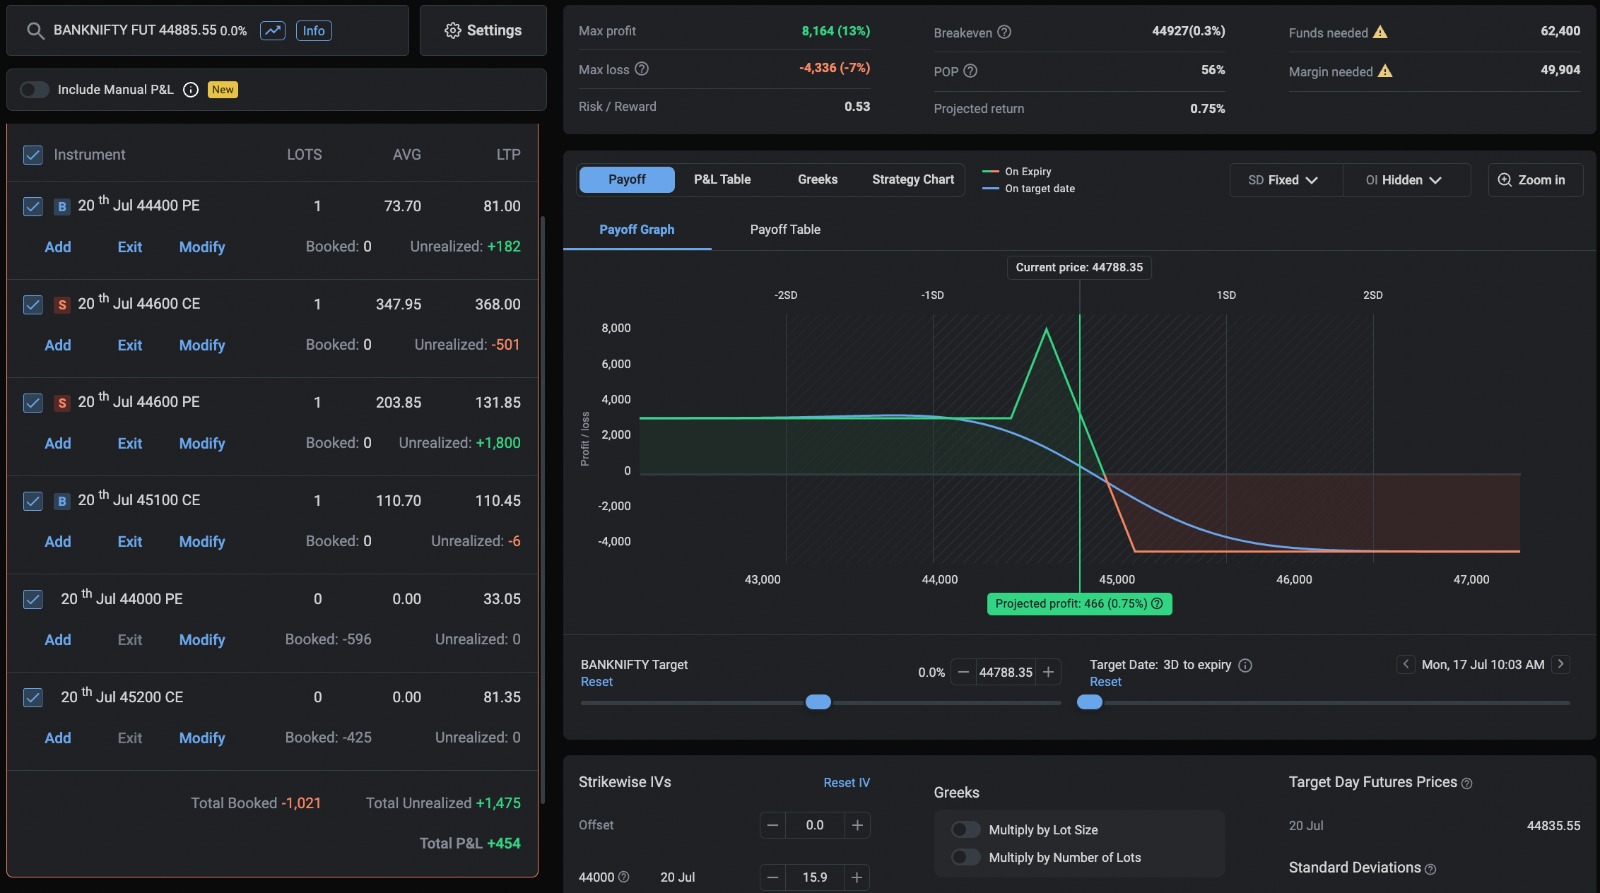 BANKNIFTY FUT 44885.55 0.0% Info
Settings
Include Manual P&L New
Instrument LOTS AVG LTP
B 20 th Jul 44400 PE 1 73.70 81.00
Add Exit Modify Booked: 0 Unrealized: +182
S 20 th Jul 44600 CE 1 347.95 368.00
Add Exit Modify Booked: 0 Unrealized: -501
S 20 th Jul 44600 PE 1 203.85 131.85
Add Exit Modify Booked: 0 Unrealized: +1,800
B 20 th Jul 45100 CE 1 110.70 110.45
Add Exit Modify Booked: 0 Unrealized: -6
20 th Jul 44000 PE 0 0.00 33.05
Add Exit Modify Booked: -596 Unrealized: 0
20 th Jul 45200 CE 0 0.00 81.35
Add Exit Modify Booked: -425 Unrealized: 0
Total Booked -1,021 Total Unrealized +1,475
Total P&L +454
Max profit 8,164 (13%)
Max loss -4,336 (-7%)
Risk / Reward 0.53
Breakeven 44927(0.3%)
POP 56%
Projected return 0.75%
Funds needed 62,400
Margin needed 49,904
Payoff P&L Table Greeks Strategy Chart
On Expiry
On target date
SD Fixed OI Hidden Zoom in
Payoff Graph Payoff Table
Current price: 44788.35
-2SD -1SD 1SD 2SD
Profit / loss
8,000
6,000
4,000
2,000
0
-2,000
-4,000
43,000 44,000 45,000 46,000 47,000
Projected profit: 466 (0.75%)
BANKNIFTY Target 0.0% 44788.35
Reset
Target Date: 3D to expiry Mon, 17 Jul 10:03 AM
Reset
Strikewise IVs Reset IV
Offset 0.0
44000 20 Jul 15.9
Greeks
Multiply by Lot Size
Multiply by Number of Lots
Target Day Futures Prices
20 Jul 44835.55
Standard Deviations